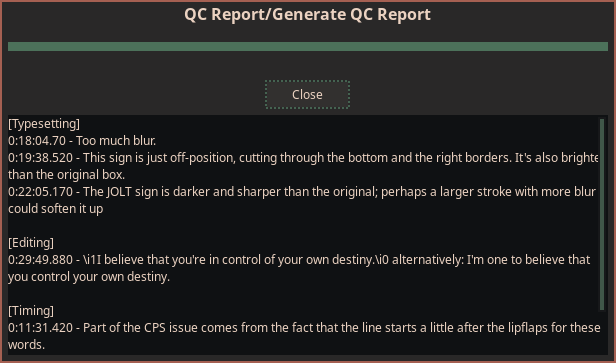 QC Report/Generate QC Report
Close
[Typesetting]
0:18:04.70 - Too much blur.
0:19:38.520 - This sign is just off-position, cutting through the bottom and the right borders. It's also brighte
than the original box.
0:22:05.170 - The JOLT sign is darker and sharper than the original; perhaps a larger stroke with more blur
could soften it up
[Editing]
0:29:49.880 - \i1I believe that you're in control of your own destiny.\i0 alternatively: I'm one to believe that
you control your own destiny.
[Timing]
0:11:31.420 - Part of the CPS issue comes from the fact that the line starts a little after the lipflaps for these
words.